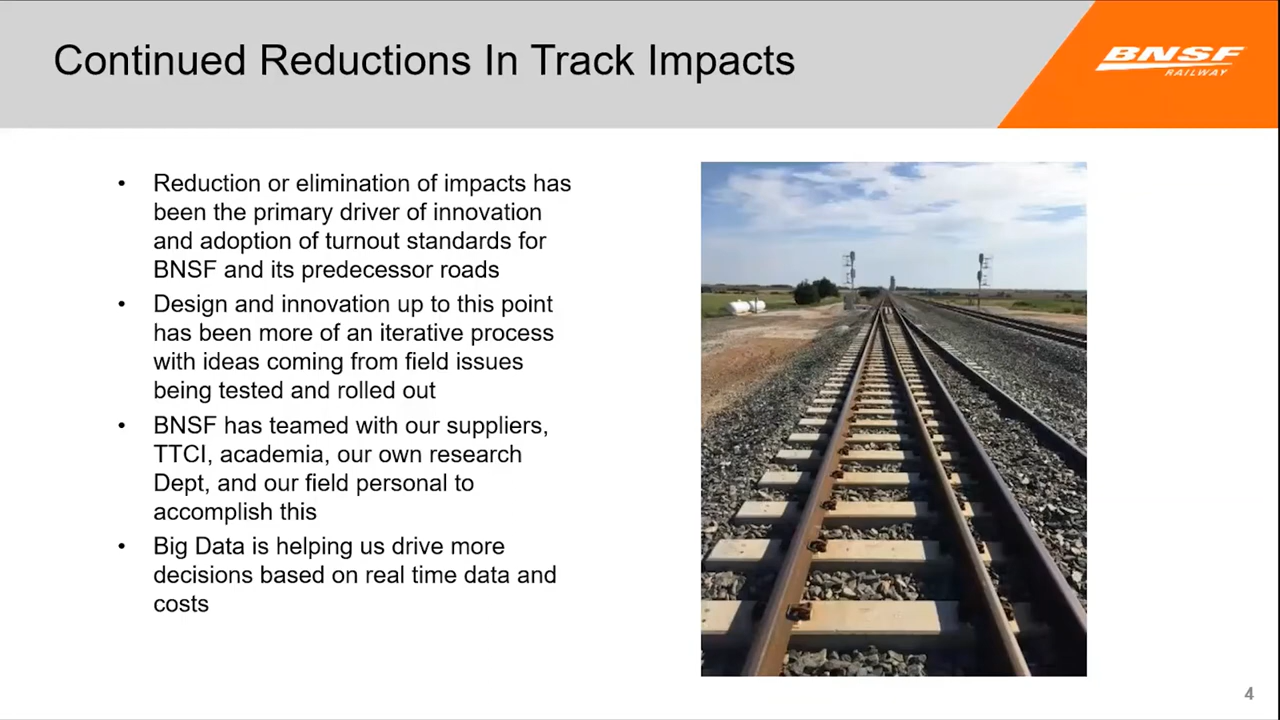 Continued Reductions In Track Impacts
BNSF
RAILWAY
• Reduction or elimination of impacts has
been the primary driver of innovation
and adoption of turnout standards for
BNSF and its predecessor roads
• Design and innovation up to this point
has been more of an iterative process
with ideas coming from field issues
being tested and rolled out
• BNSF has teamed with our suppliers,
TTCI, academia, our own research
Dept, and our field personal to
accomplish this
• Big Data is helping us drive more
decisions based on real time data and
costs
4